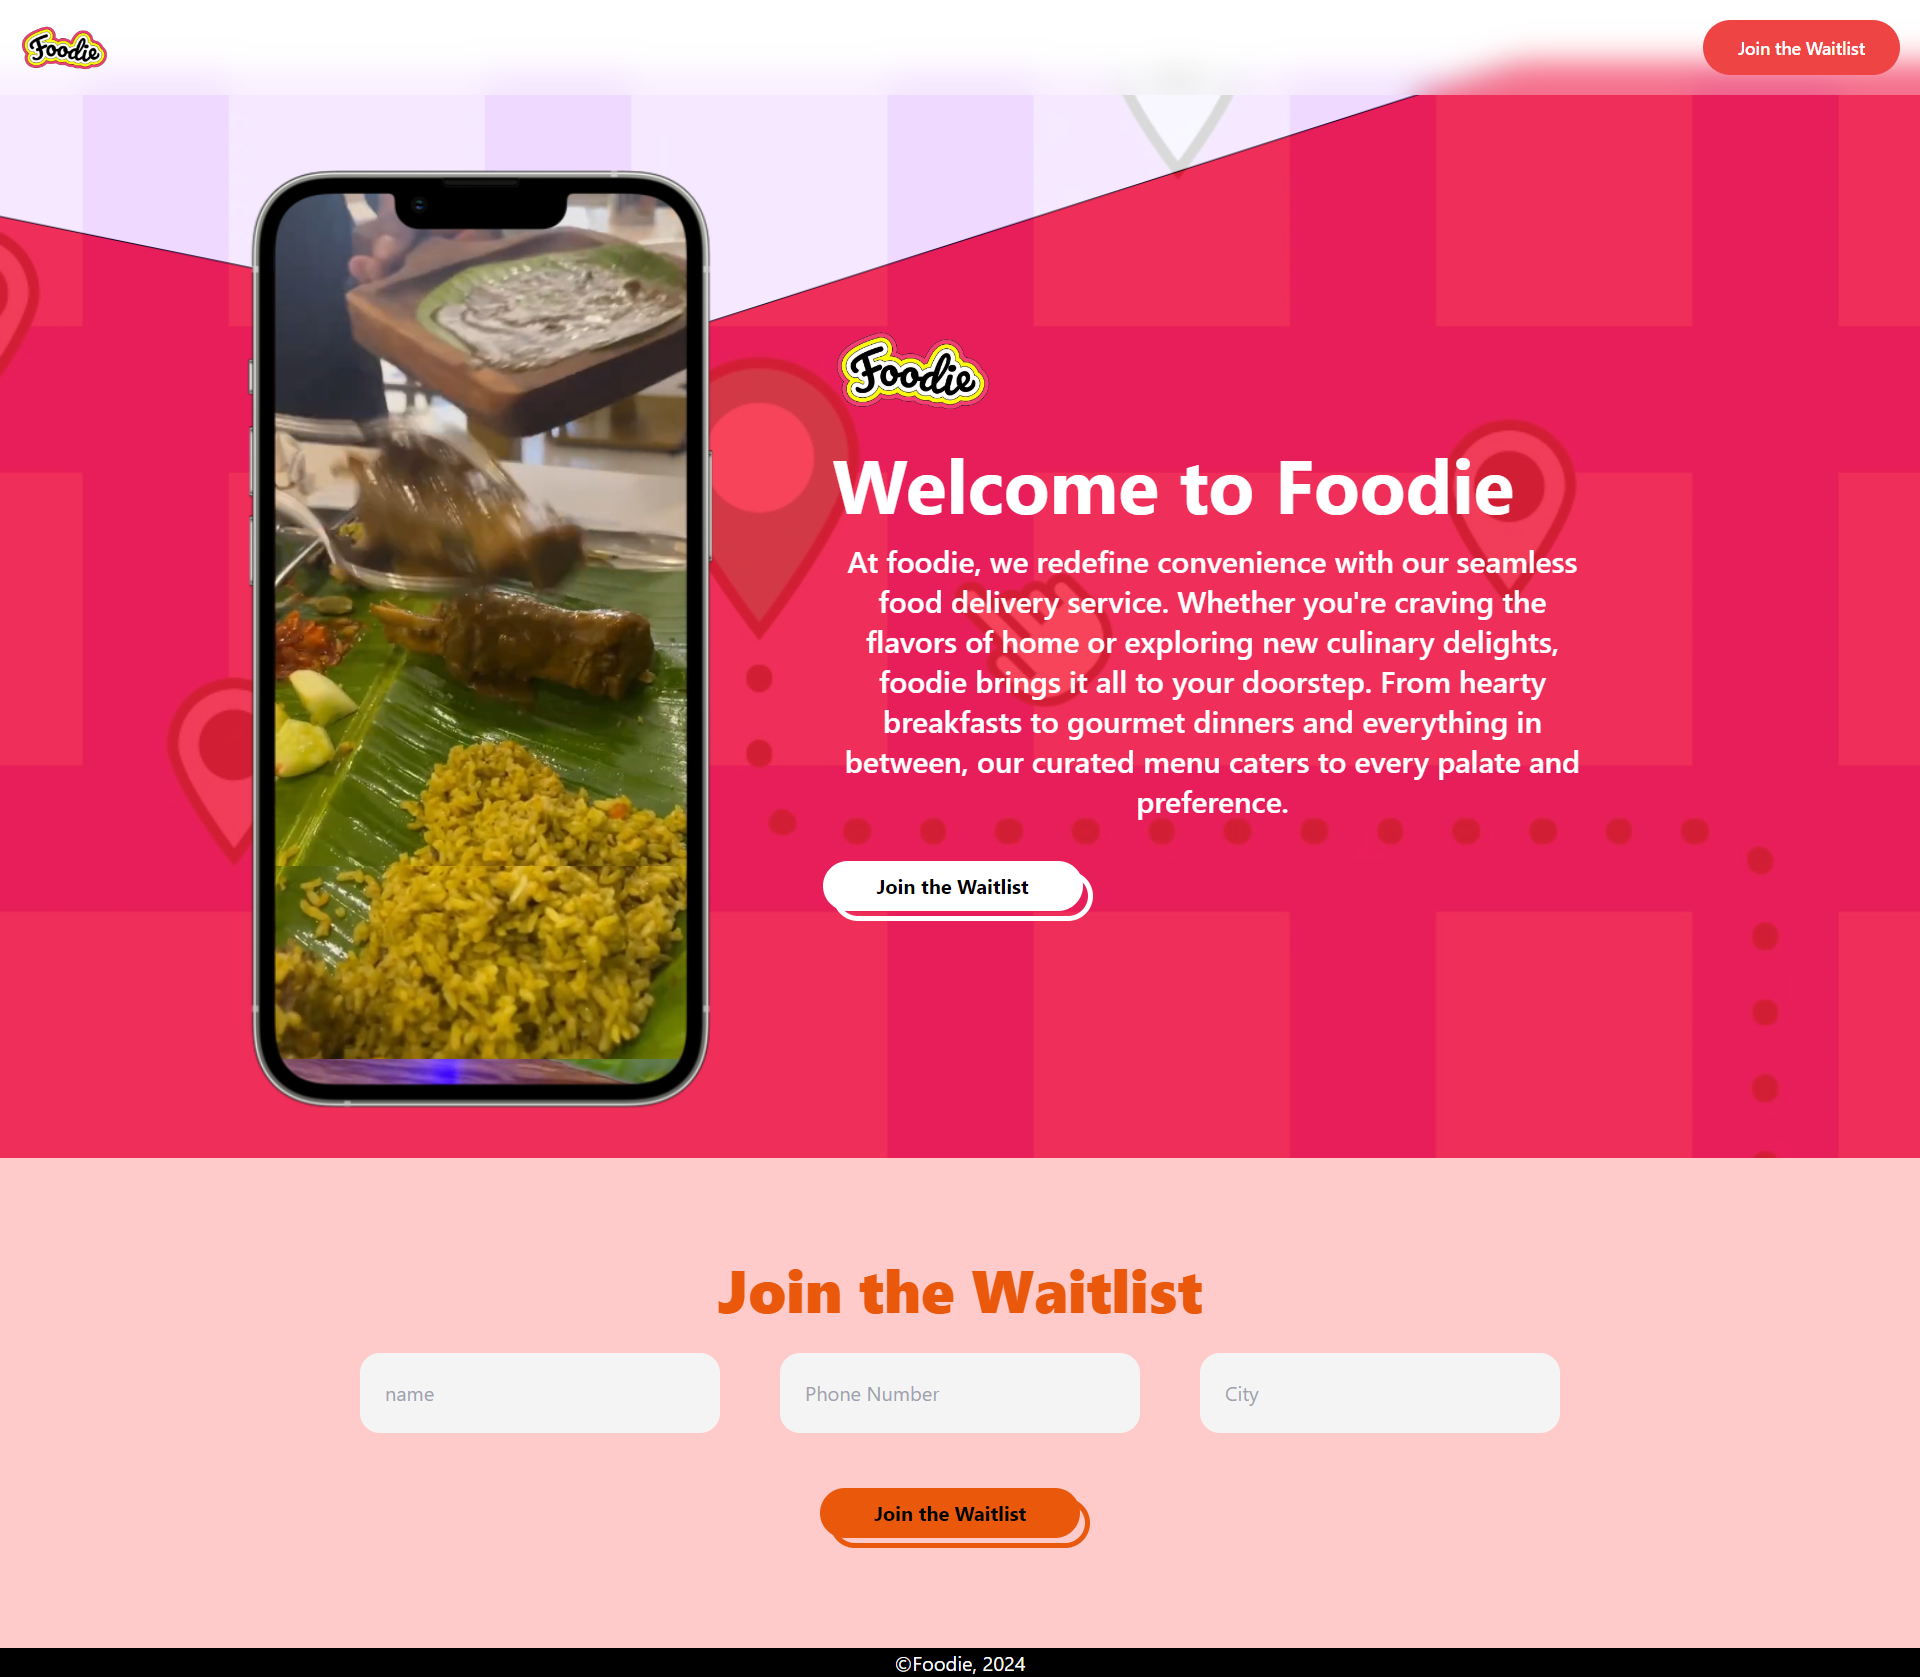 Foodie
Join the Waitlist
Foodie
Welcome to Foodie
At foodie, we redefine convenience with our seamless
food delivery service. Whether you're craving the
flavors of home or exploring new culinary delights,
foodie brings it all to your doorstep. From hearty
breakfasts to gourmet dinners and everything in
between, our curated menu caters to every palate and
preference.
Join the Waitlist
Join the Waitlist
name
Phone Number
City
Join the Waitlist
©Foodie, 2024